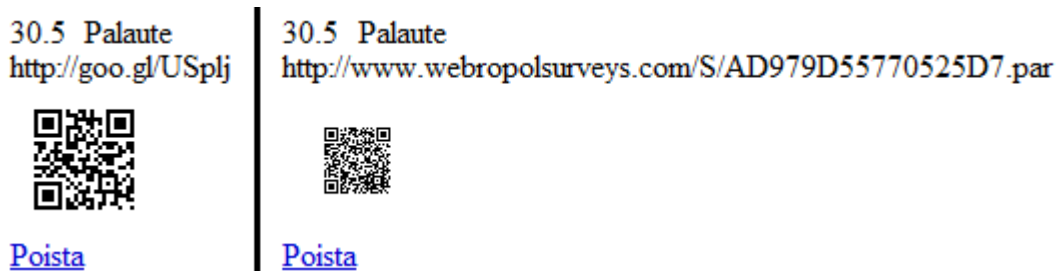 30.5 Palaute
http://goo.gl/USplj
Poista
30.5 Palaute
http://www.webropolsurveys.com/S/AD979D55770525D7.par
Poista